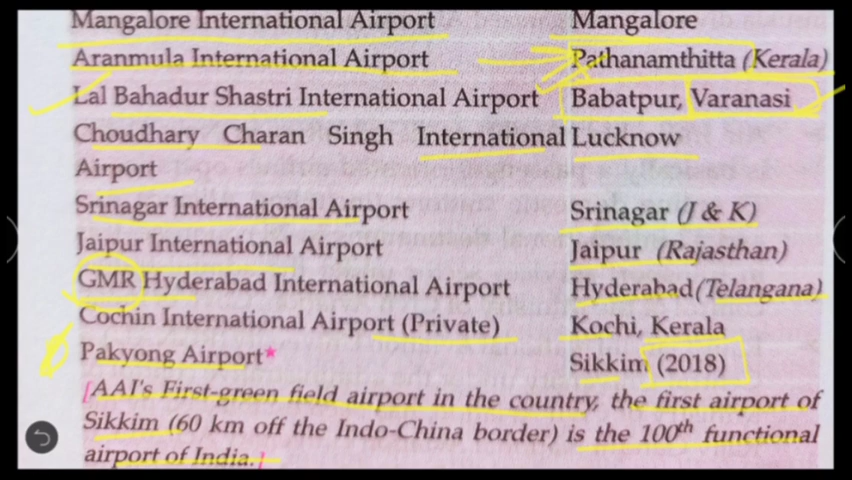 Mangalore International Airport Mangalore
Aranmula International Airport Pathanamthitta (Kerala)
Lal Bahadur Shastri International Airport Babatpur, Varanasi
Choudhary Charan Singh International Lucknow
Airport
Srinagar International Airport Srinagar (J & K)
Jaipur International Airport Jaipur (Rajasthan)
GMR Hyderabad International Airport Hyderabad (Telangana)
Cochin International Airport (Private) Kochi, Kerala
Pakyong Airport★ Sikkim (2018)
[AAI's First-green field airport in the country, the first airport of
Sikkim (60 km off the Indo-China border) is the 100th functional
airport of India.]